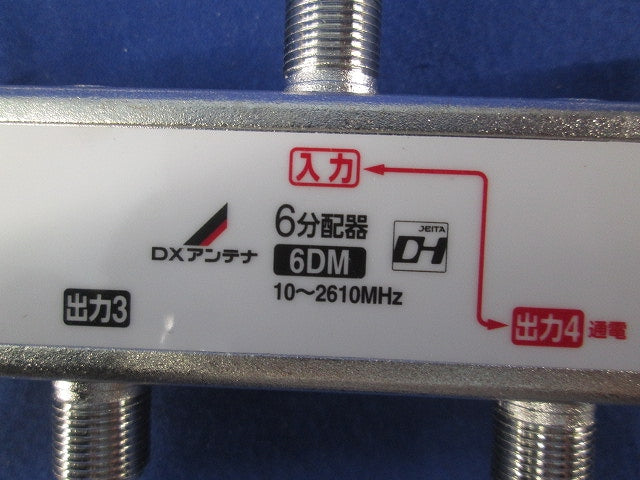 入力
6分配器
JEITA
DH
DXアンテナ
6DM
10〜2610MHz
出力3
出力4 通電